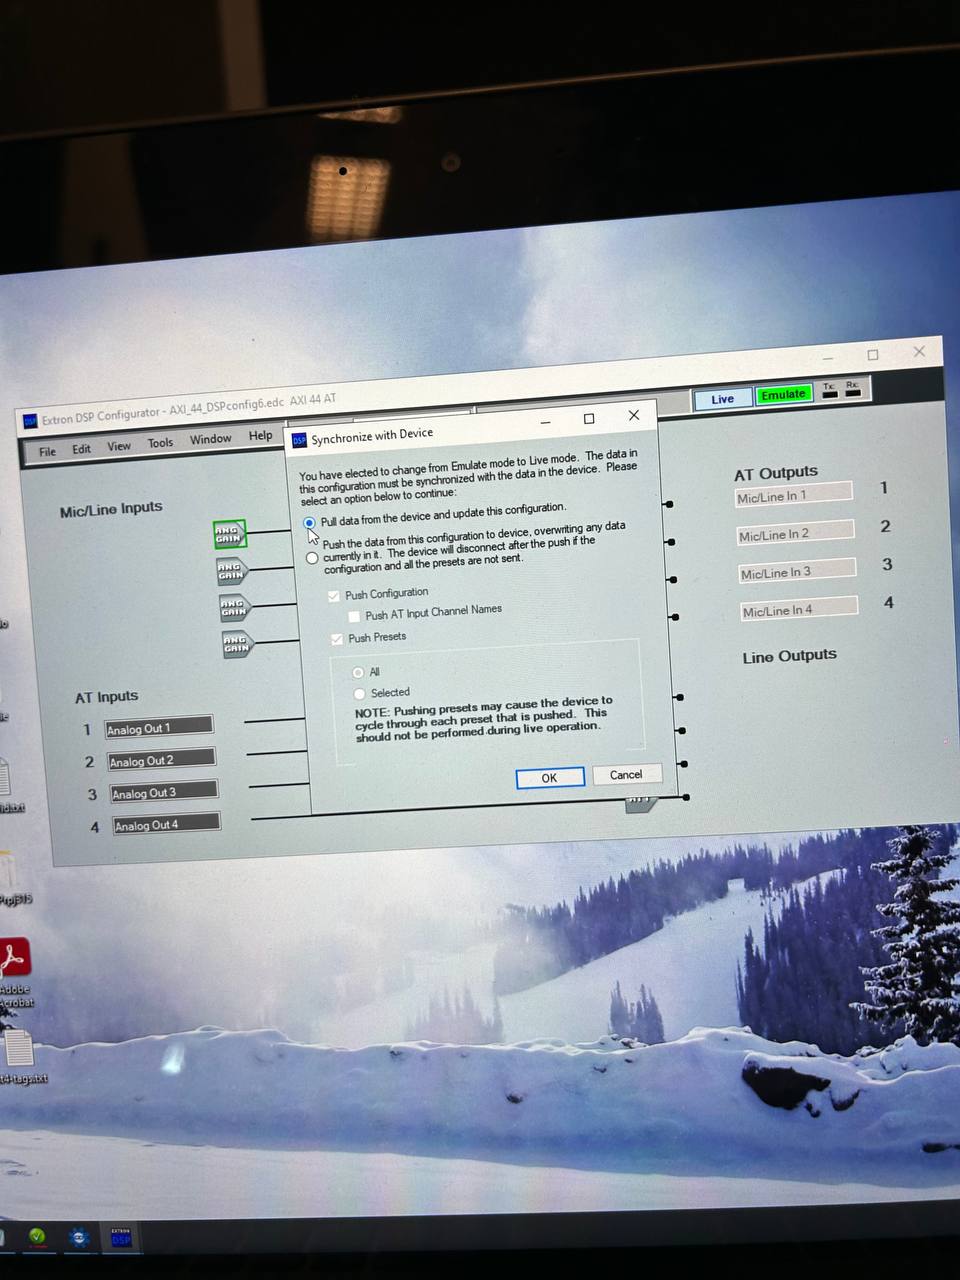 Extron DSP Configurator - AXI_44_DSPconfig6.edc AXI 44 AT
File Edit View Tools Window Help
Live Emulate Tx: Rx:
DSP Synchronize with Device
You have elected to change from Emulate mode to Live mode. The data in
this configuration must be synchronized with the data in the device. Please
select an option below to continue:
Pull data from the device and update this configuration.
Push the data from this configuration to device, overwriting any data
currently in it. The device will disconnect after the push if the
configuration and all the presets are not sent.
Push Configuration
Push AT Input Channel Names
Push Presets
All
Selected
NOTE: Pushing presets may cause the device to
cycle through each preset that is pushed. This
should not be performed during live operation.
OK Cancel
Mic/Line Inputs
ANG
GAIN
ANG
GAIN
ANG
GAIN
ANG
GAIN
AT Inputs
1 Analog Out 1
2 Analog Out 2
3 Analog Out 3
4 Analog Out 4
AT Outputs
Mic/Line In 1 1
Mic/Line In 2 2
Mic/Line In 3 3
Mic/Line In 4 4
Line Outputs
Adobe
Acrobat
t4-tags.txt
EXTRON
DSP